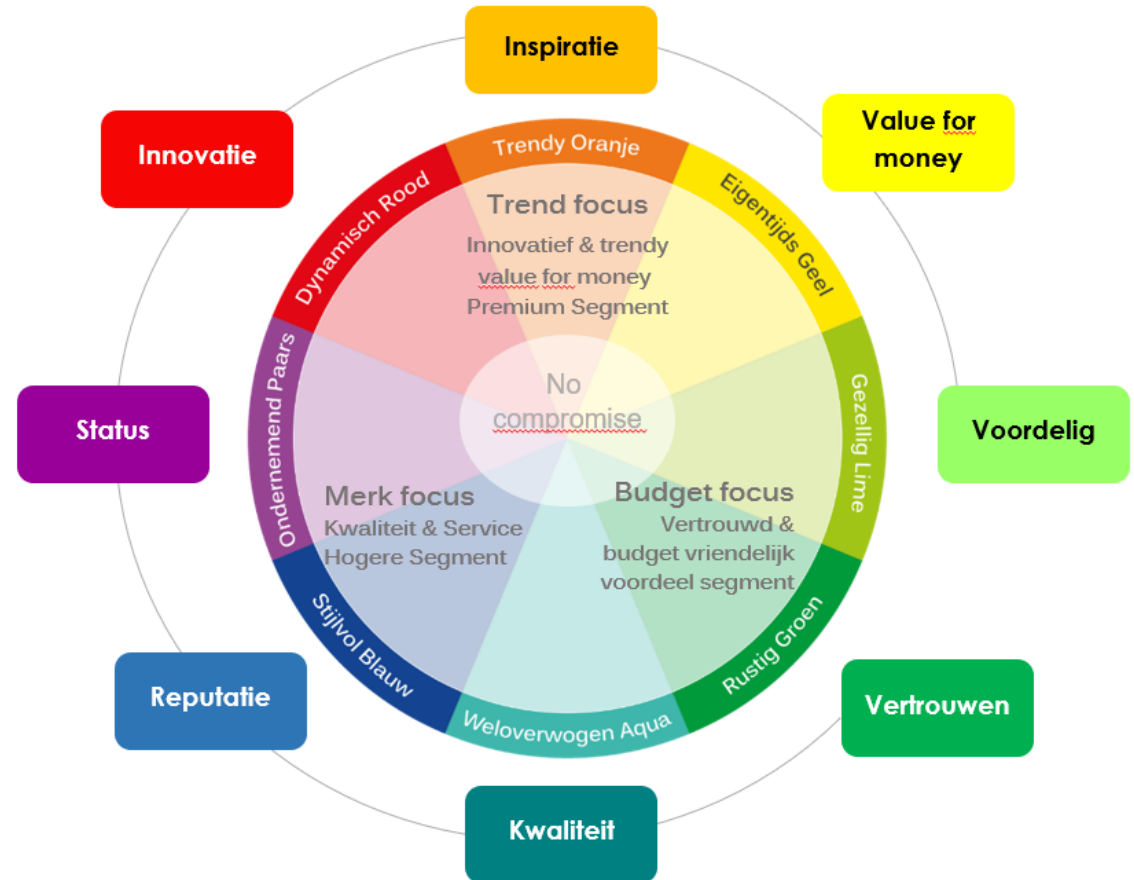 Inspiratie
Value for
money
Innovatie
Trendy Oranje
Dynamisch Rood
Eigentijds Geel
Trend focus
Innovatief & trendy
value for money
Premium Segment
Ondernemend Paars
Gezellig Lime
No
compromise
Status
Voordelig
Merk focus
Kwaliteit & Service
Hogere Segment
Budget focus
Vertrouwd &
budget vriendelijk
voordeel segment
Stijlvol Blauw
Rustig Groen
Weloverwogen Aqua
Reputatie
Vertrouwen
Kwaliteit